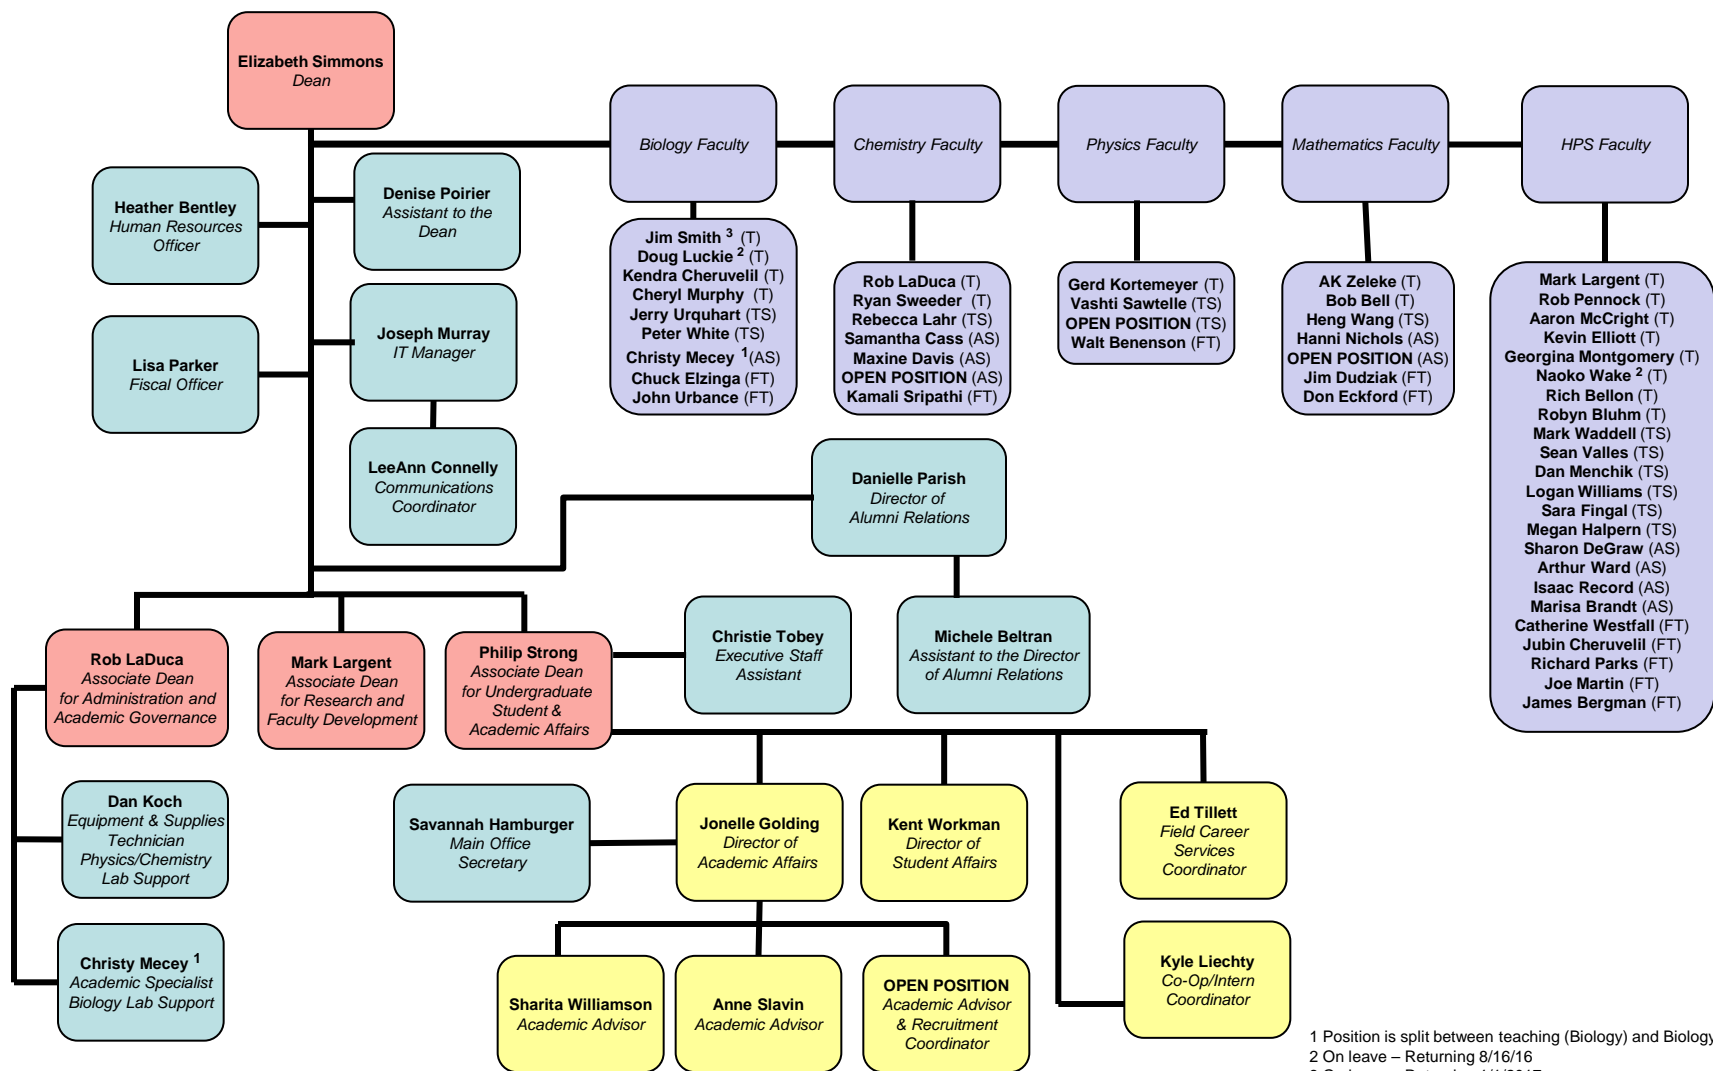 Elizabeth Simmons
Dean
Biology Faculty
Chemistry Faculty
Physics Faculty
Mathematics Faculty
HPS Faculty
Heather Bentley
Human Resources
Officer
Denise Poirier
Assistant to the
Dean
Lisa Parker
Fiscal Officer
Joseph Murray
IT Manager
LeeAnn Connelly
Communications
Coordinator
Jim Smith 3 (T)
Doug Luckie 2 (T)
Kendra Cheruvelil (T)
Cheryl Murphy (T)
Jerry Urquhart (TS)
Peter White (TS)
Christy Mecey 1 (AS)
Chuck Elzinga (FT)
John Urbance (FT)
Rob LaDuca (T)
Ryan Sweeder (T)
Rebecca Lahr (TS)
Samantha Cass (AS)
Maxine Davis (AS)
OPEN POSITION (AS)
Kamali Sripathi (FT)
Gerd Kortemeyer (T)
Vashti Sawtelle (TS)
OPEN POSITION (TS)
Walt Benenson (FT)
AK Zeleke (T)
Bob Bell (T)
Heng Wang (TS)
Hanni Nichols (AS)
OPEN POSITION (AS)
Jim Dudziak (FT)
Don Eckford (FT)
Mark Largent (T)
Rob Pennock (T)
Aaron McCright (T)
Kevin Elliott (T)
Georgina Montgomery (T)
Naoko Wake 2 (T)
Rich Bellon (T)
Robyn Bluhm (T)
Mark Waddell (TS)
Sean Valles (TS)
Dan Menchik (TS)
Logan Williams (TS)
Sara Fingal (TS)
Megan Halpern (TS)
Sharon DeGraw (AS)
Arthur Ward (AS)
Isaac Record (AS)
Marisa Brandt (AS)
Catherine Westfall (FT)
Jubin Cheruvelil (FT)
Richard Parks (FT)
Joe Martin (FT)
James Bergman (FT)
Danielle Parish
Director of
Alumni Relations
Rob LaDuca
Associate Dean
for Administration and
Academic Governance
Mark Largent
Associate Dean
for Research and
Faculty Development
Philip Strong
Associate Dean
for Undergraduate
Student &
Academic Affairs
Christie Tobey
Executive Staff
Assistant
Michele Beltran
Assistant to the Director
of Alumni Relations
Dan Koch
Equipment & Supplies
Technician
Physics/Chemistry
Lab Support
Christy Mecey 1
Academic Specialist
Biology Lab Support
Savannah Hamburger
Main Office
Secretary
Jonelle Golding
Director of
Academic Affairs
Kent Workman
Director of
Student Affairs
Ed Tillett
Field Career
Services
Coordinator
Sharita Williamson
Academic Advisor
Anne Slavin
Academic Advisor
OPEN POSITION
Academic Advisor
& Recruitment
Coordinator
Kyle Liechty
Co-Op/Intern
Coordinator
1 Position is split between teaching (Biology) and Biology
2 On leave – Returning 8/16/16